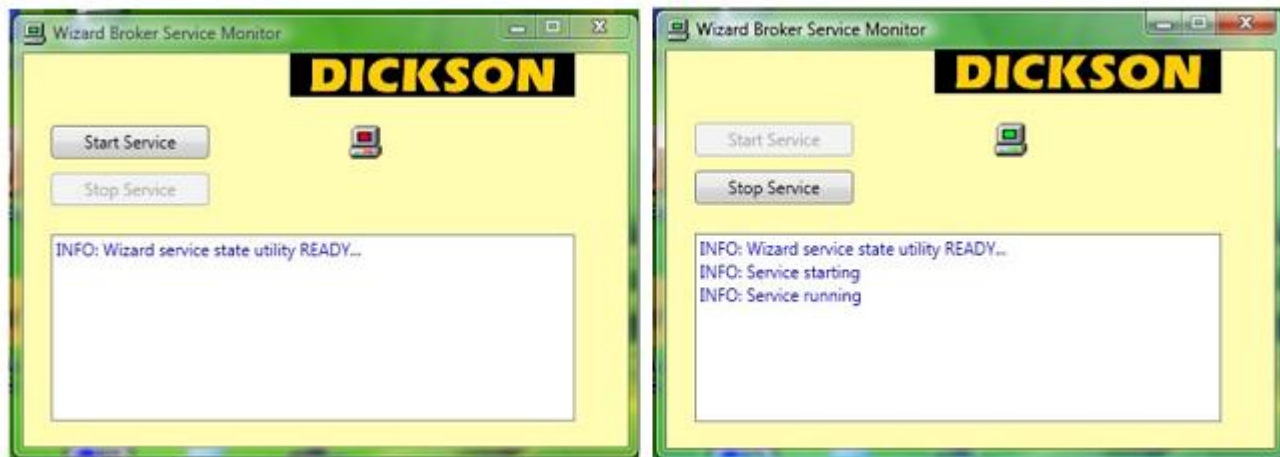 Wizard Broker Service Monitor
DICKSON
Start Service
Stop Service
INFO: Wizard service state utility READY...
Wizard Broker Service Monitor
DICKSON
Start Service
Stop Service
INFO: Wizard service state utility READY...
INFO: Service starting
INFO: Service running